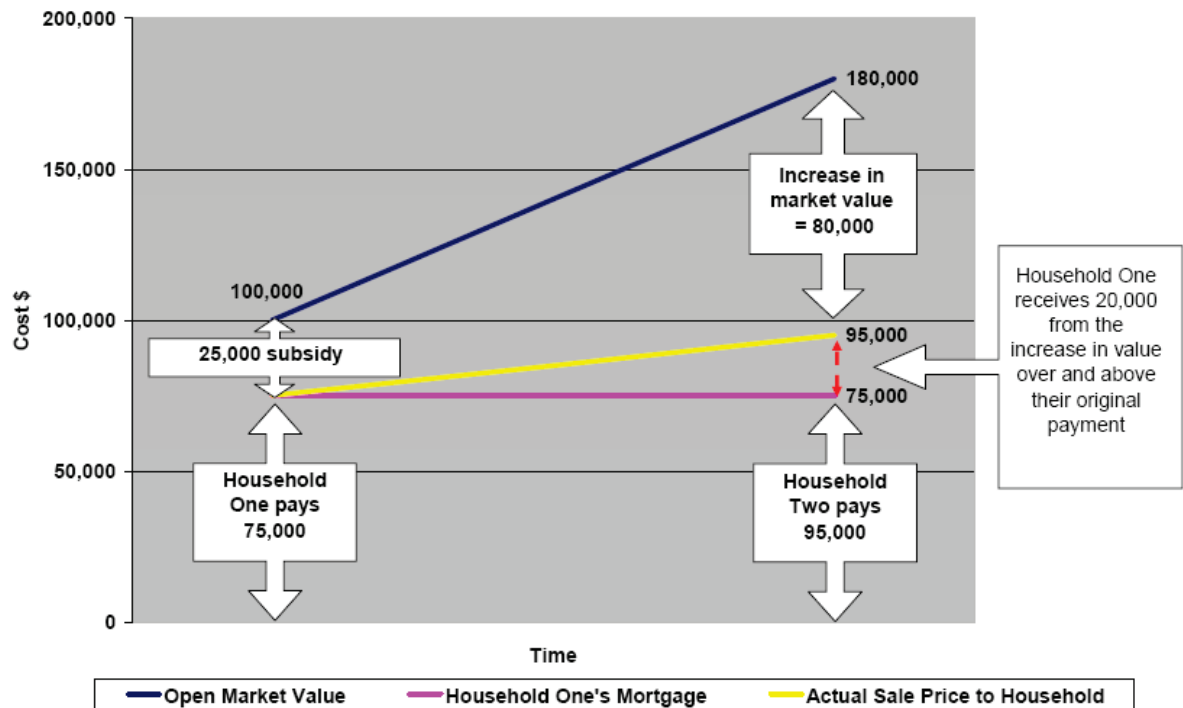 200,000
180,000
150,000
Increase in
market value
= 80,000
Household One
receives 20,000
from the
increase in value
over and above
their original
payment
Cost $
100,000
100,000
25,000 subsidy
95,000
75,000
50,000
Household
One pays
75,000
Household
Two pays
95,000
0
Time
Open Market Value
Household One's Mortgage
Actual Sale Price to Household